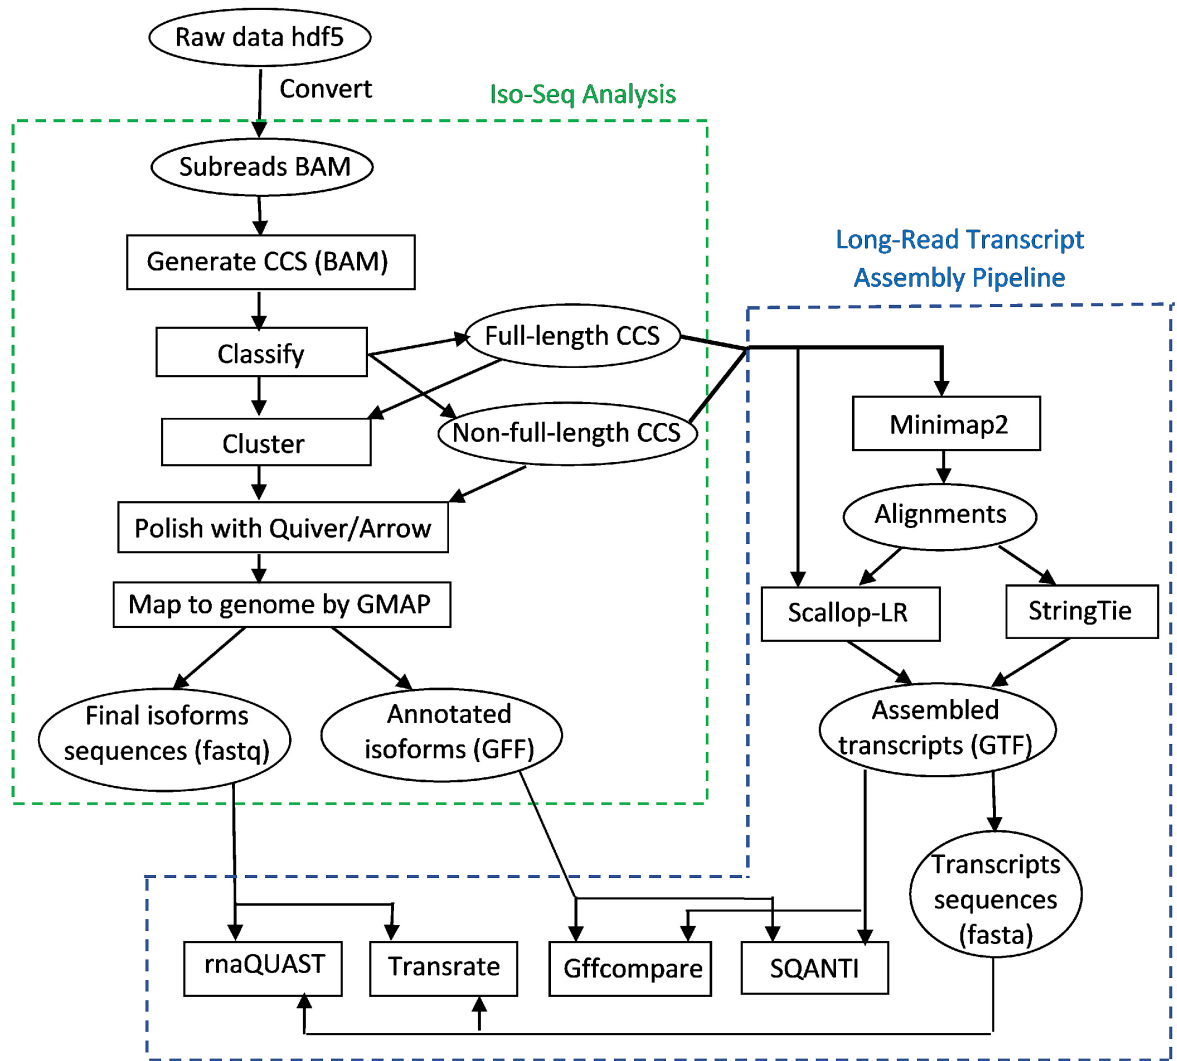 Raw data hdf5
Convert
Iso-Seq Analysis
Subreads BAM
Generate CCS (BAM)
Classify
Full-length CCS
Cluster
Non-full-length CCS
Polish with Quiver/Arrow
Map to genome by GMAP
Final isoforms
sequences (fastq)
Annotated
isoforms (GFF)
Long-Read Transcript
Assembly Pipeline
Minimap2
Alignments
Scallop-LR
StringTie
Assembled
transcripts (GTF)
Transcripts
sequences
(fasta)
rnaQUAST
Transrate
Gffcompare
SQANTI